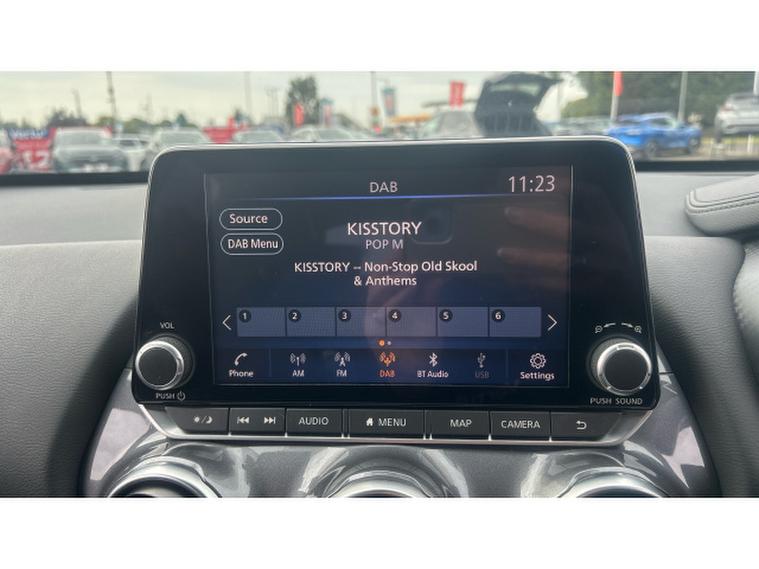 DAB
11:23
Source
KISSTORY
DAB Menu
POP M
KISSTORY -- Non-Stop Old Skool
& Anthems
1 2 3 4 5 6
Phone AM FM DAB BT Audio USB Settings
VOL
PUSH
PUSH SOUND
AUDIO MENU MAP CAMERA